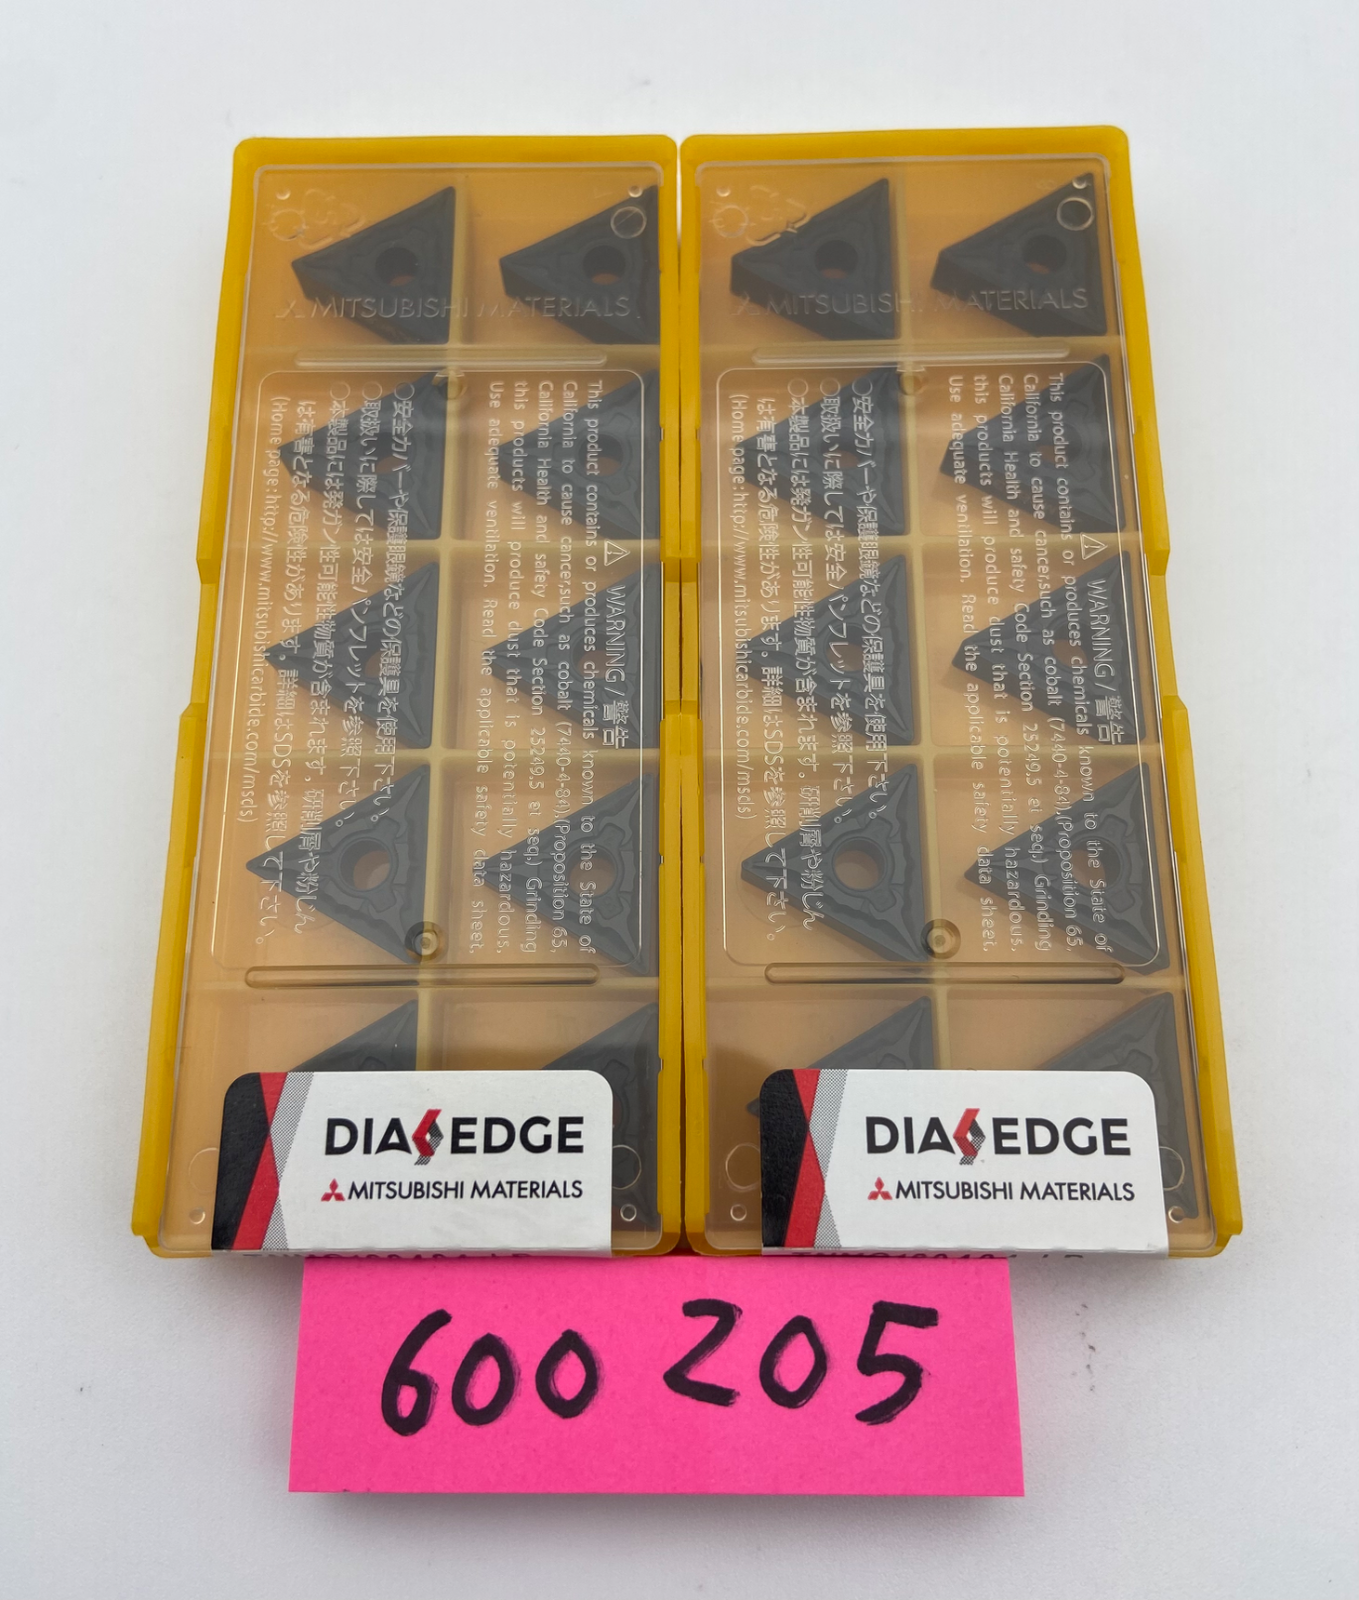 MITSUBISHI MATERIALS
MITSUBISHI MATERIALS
⚠ WARNING / 警告
This product contains or produces chemicals known to the State of
California to cause cancer,such as cobalt (7440-4-84),(Proposition 65,
California Health and safety Code Section 25249.5 et seq.) Grinding
this products will produce dust that is potentially hazardous,
Use adequate ventilation. Read the applicable safety data sheet.
○安全カバーや保護眼鏡などの保護具を使用下さい。
○取扱いに際しては安全パンフレットを参照下さい。
○本製品には発ガン性可能性物質が含まれます。研削屑や粉じん
は有害となる危険性があります。詳細はSDSを参照して下さい。
(Home page:http://www.mitsubishicarbide.com/msds)
⚠ WARNING / 警告
This product contains or produces chemicals known to the State of
California to cause cancer,such as cobalt (7440-4-84),(Proposition 65,
California Health and safety Code Section 25249.5 et seq.) Grinding
this products will produce dust that is potentially hazardous,
Use adequate ventilation. Read the applicable safety data sheet.
○安全カバーや保護眼鏡などの保護具を使用下さい。
○取扱いに際しては安全パンフレットを参照下さい。
○本製品には発ガン性可能性物質が含まれます。研削屑や粉じん
は有害となる危険性があります。詳細はSDSを参照して下さい。
(Home page:http://www.mitsubishicarbide.com/msds)
DIAEDGE
MITSUBISHI MATERIALS
DIAEDGE
MITSUBISHI MATERIALS
600 205